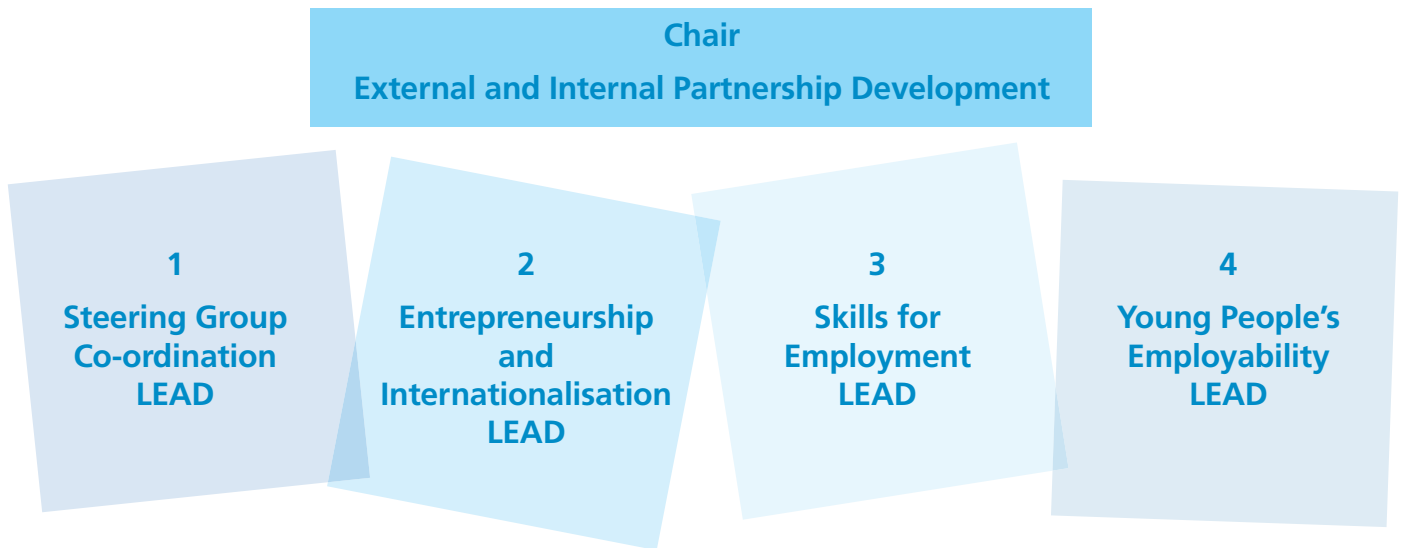 Chair
External and Internal Partnership Development
1
Steering Group
Co-ordination
LEAD
2
Entrepreneurship
and
Internationalisation
LEAD
3
Skills for
Employment
LEAD
4
Young People’s
Employability
LEAD